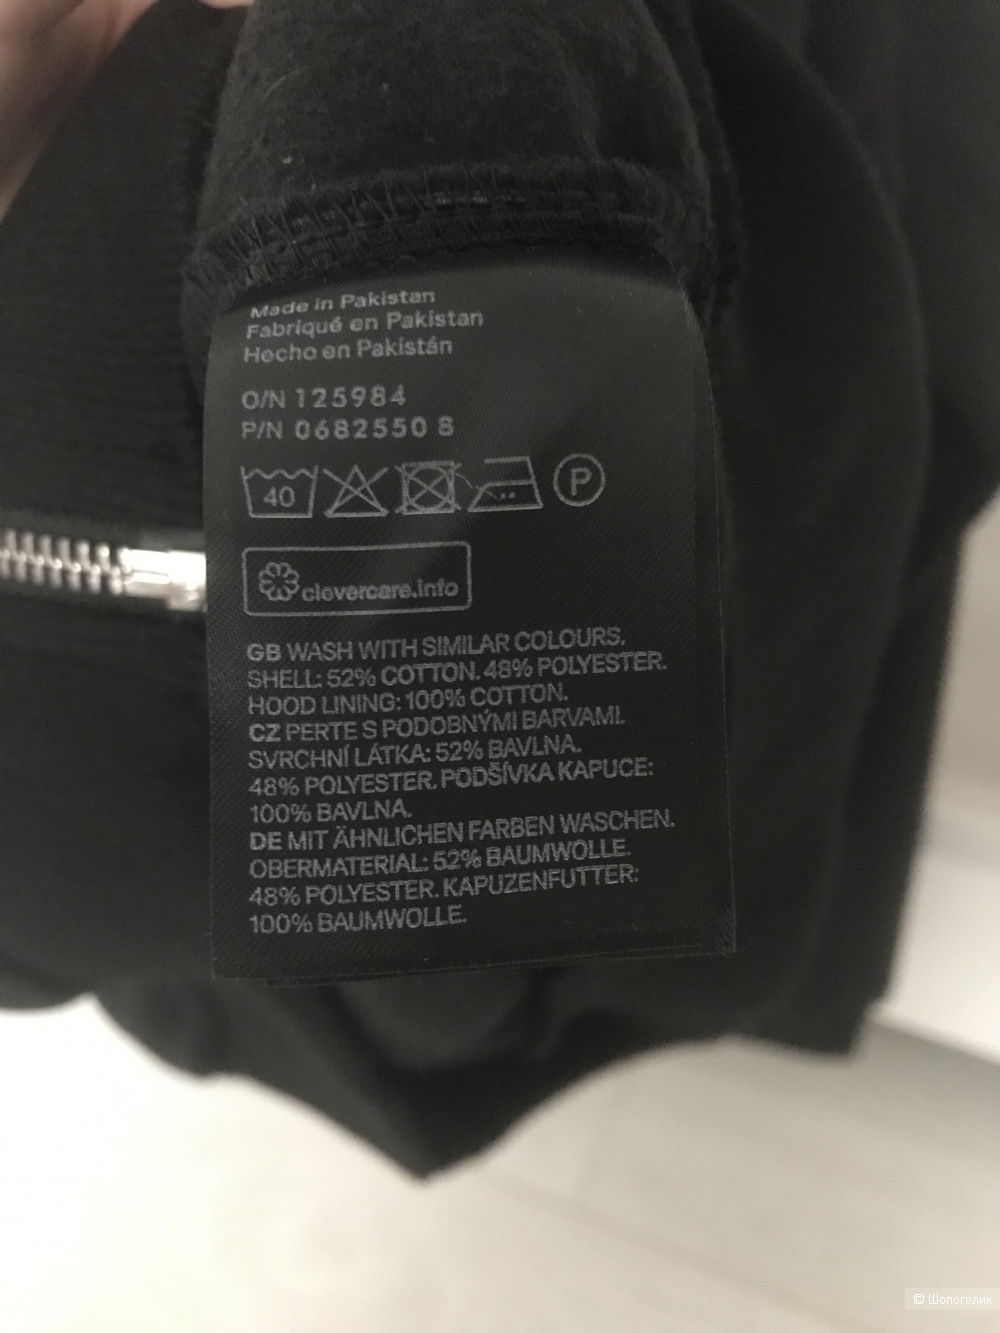 Made in Pakistan
Fabriqué en Pakistan
Hecho en Pakistán
O/N 125984
P/N 0682550 8
40
P
clevercare.info
GB WASH WITH SIMILAR COLOURS.
SHELL: 52% COTTON. 48% POLYESTER.
HOOD LINING: 100% COTTON.
CZ PERTE S PODOBNÝMI BARVAMI.
SVRCHNÍ LÁTKA: 52% BAVLNA.
48% POLYESTER. PODŠÍVKA KAPUCE:
100% BAVLNA.
DE MIT ÄHNLICHEN FARBEN WASCHEN.
OBERMATERIAL: 52% BAUMWOLLE.
48% POLYESTER. KAPUZENFUTTER:
100% BAUMWOLLE.
© Шопоголик